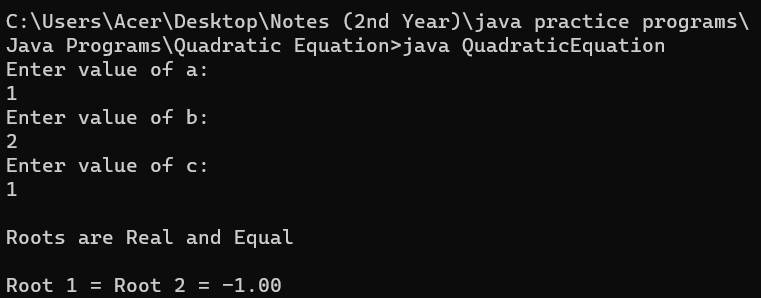 C:\Users\Acer\Desktop\Notes (2nd Year)\java practice programs\
Java Programs\Quadratic Equation>java QuadraticEquation
Enter value of a:
1
Enter value of b:
2
Enter value of c:
1
Roots are Real and Equal
Root 1 = Root 2 = -1.00